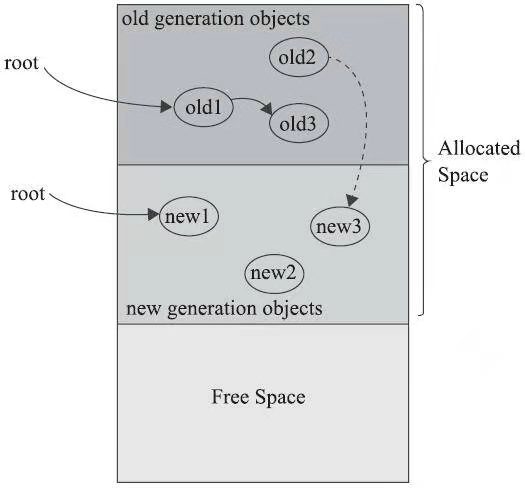 old generation objects
old2
root
old1
old3
Allocated
Space
root
new1
new3
new2
new generation objects
Free Space